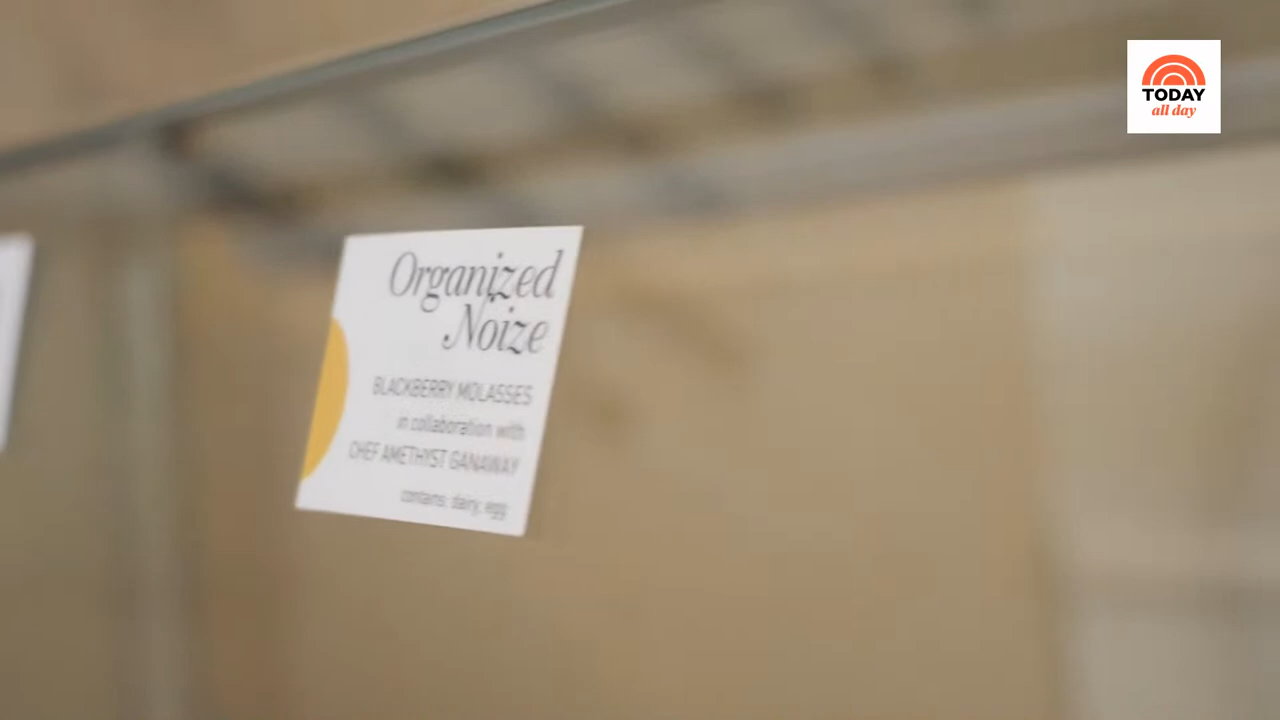 Organized
Noize
BLACKBERRY MOLASSES
in collaboration with
CHEF AMETHYST GANAWAY
contains: dairy, egg
TODAY
all day